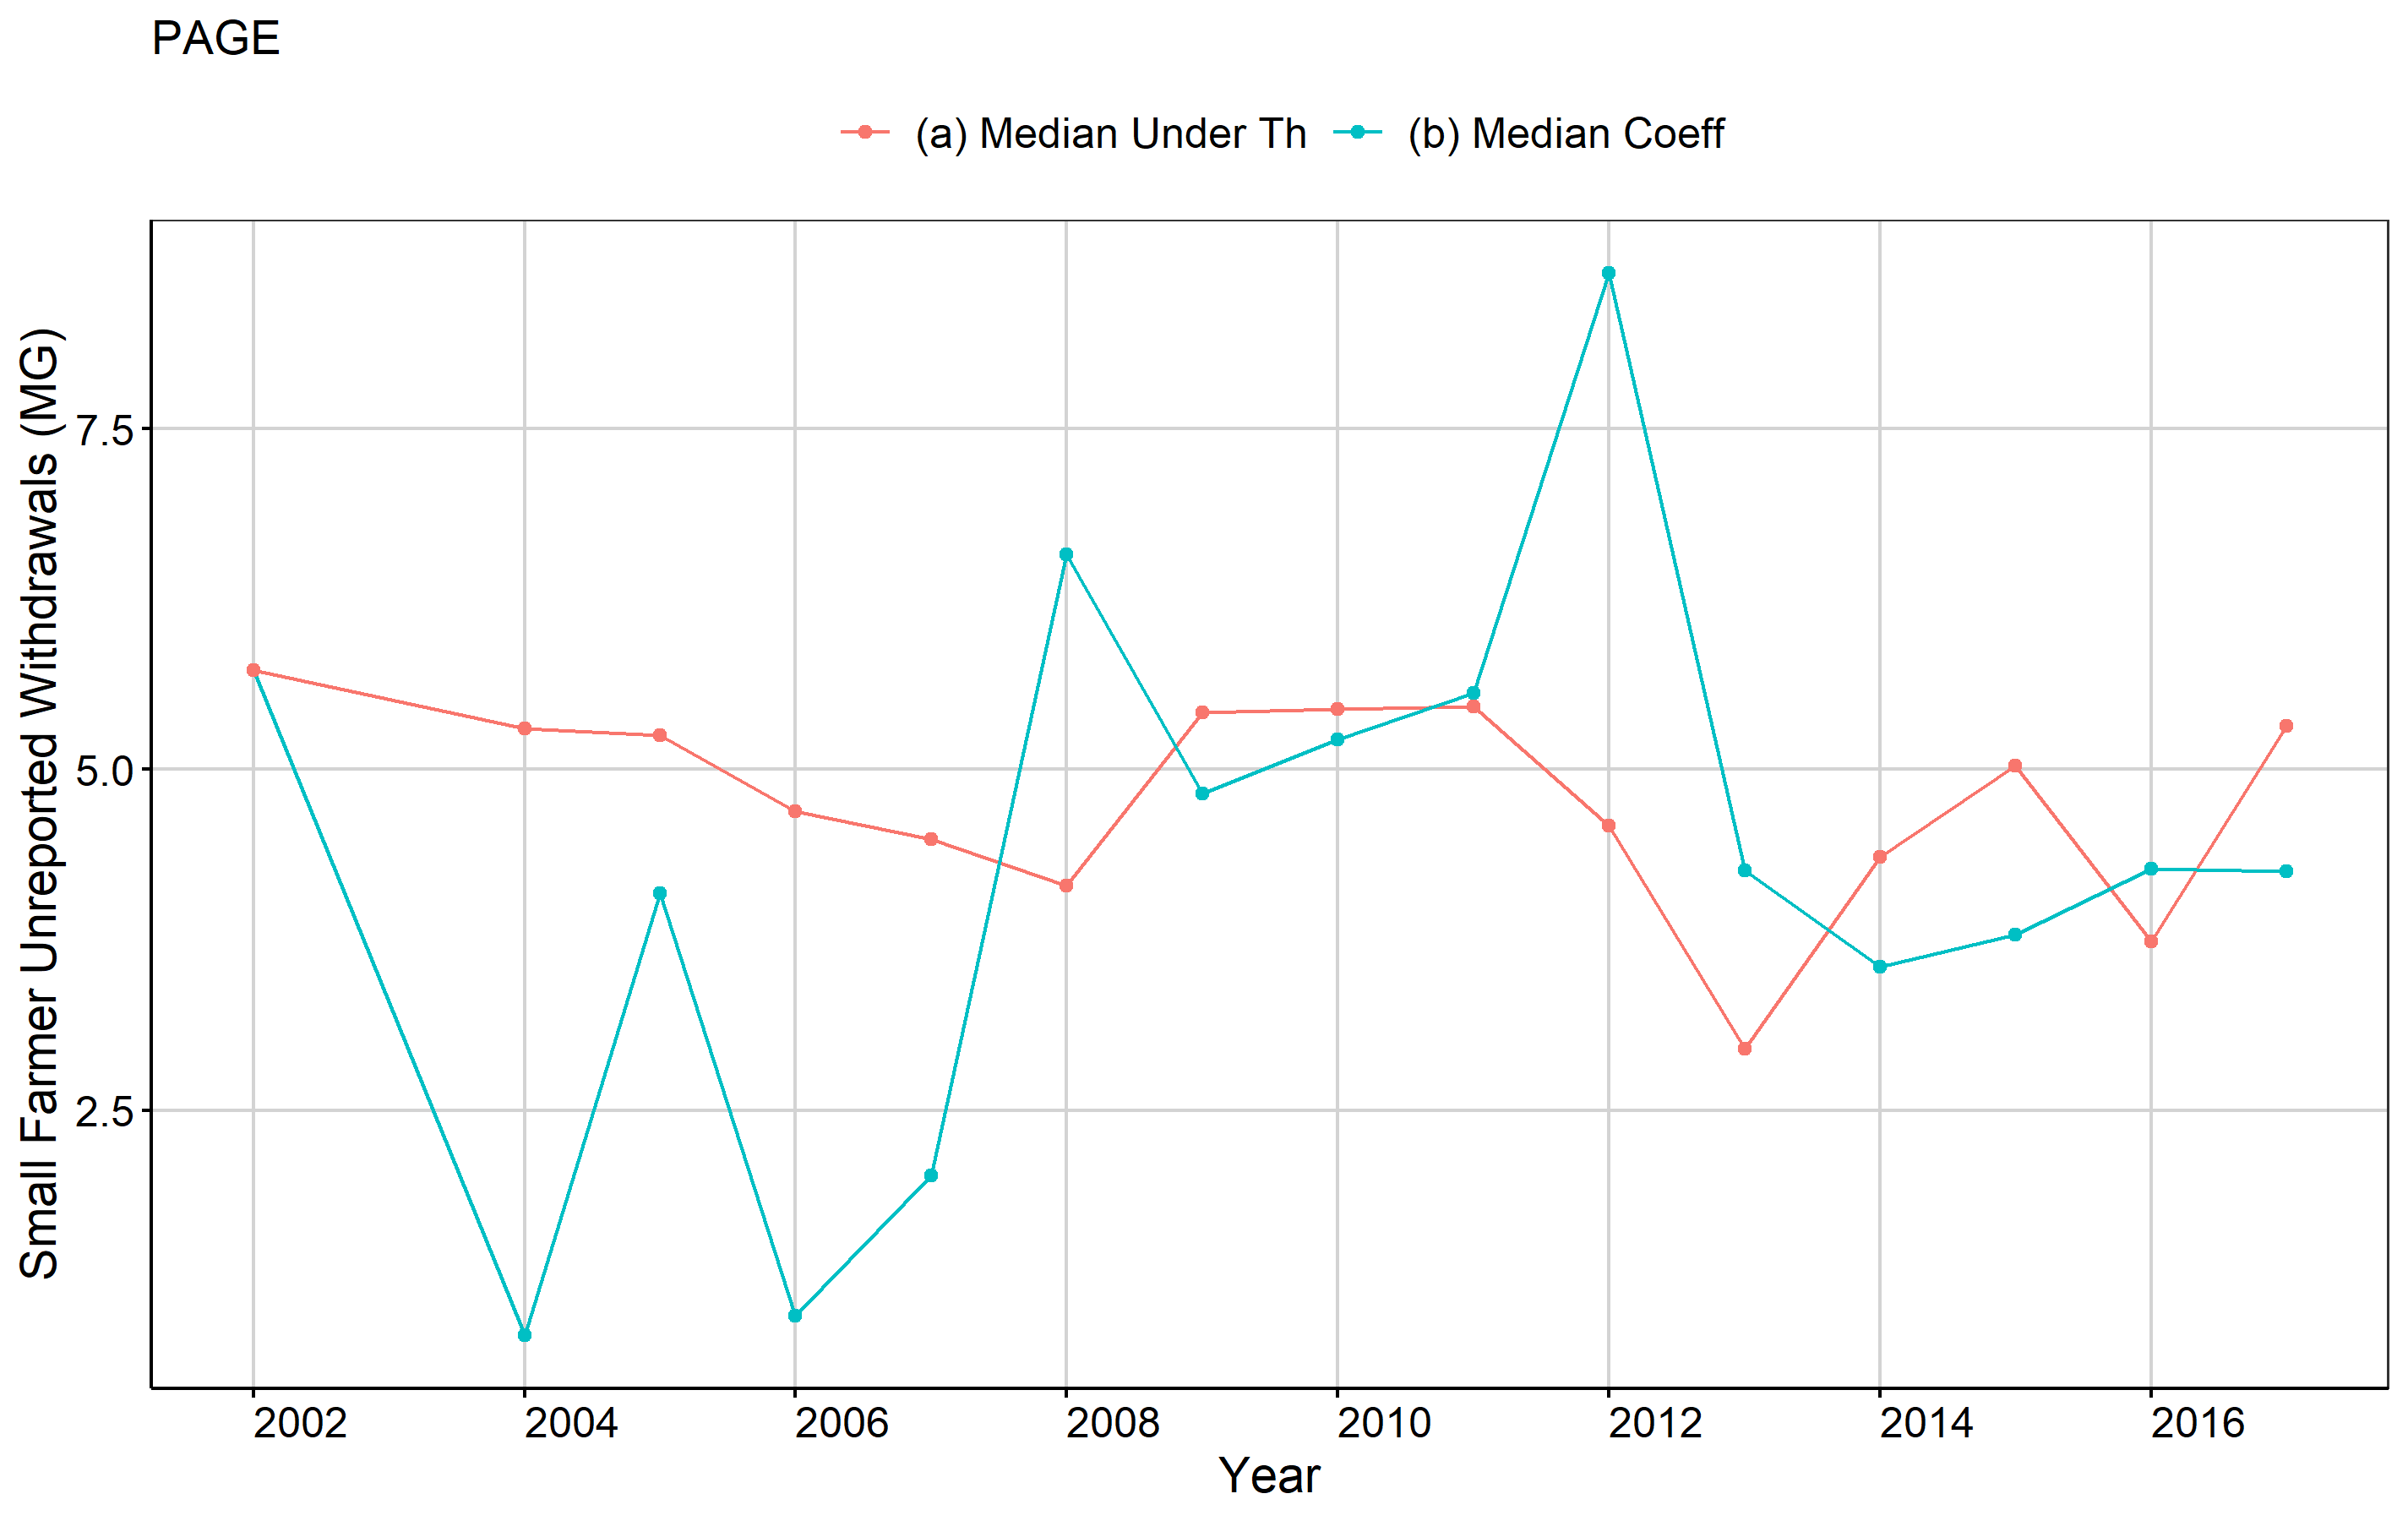 PAGE
(a) Median Under Th (b) Median Coeff
Small Farmer Unreported Withdrawals (MG)
7.5
5.0
2.5
2002 2004 2006 2008 2010 2012 2014 2016
Year